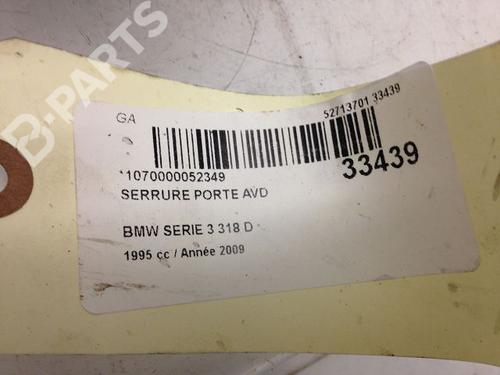 B-PARTS
GA
52713701 33439
*1070000052349
33439
SERRURE PORTE AVD
BMW SERIE 3 318 D
1995 cc / Année 2009